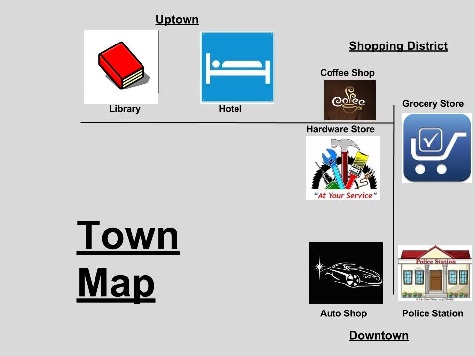 Uptown
Shopping District
Coffee Shop
Grocery Store
Coffee
Library
Hotel
Hardware Store
"At Your Service"
Town
Map
Police Station
Auto Shop
Police Station
Downtown